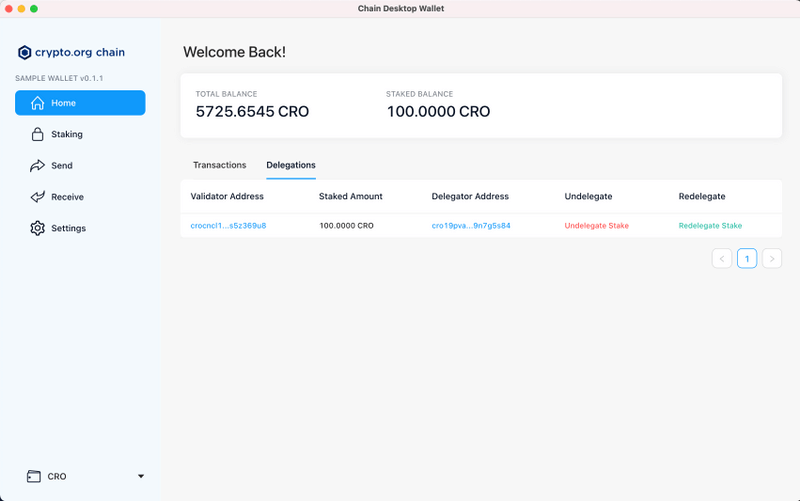 Chain Desktop Wallet
crypto.org chain
SAMPLE WALLET v0.1.1
Home
Staking
Send
Receive
Settings
CRO
Welcome Back!
TOTAL BALANCE STAKED BALANCE
5725.6545 CRO 100.0000 CRO
Transactions Delegations
Validator Address Staked Amount Delegator Address Undelegate Redelegate
crocncl1...s5z369u8 100.0000 CRO cro19pva...9n7g5s84 Undelegate Stake Redelegate Stake
< 1 >